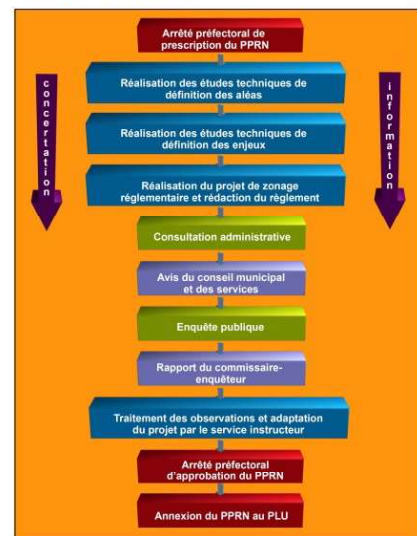 Arrêté préfectoral de
prescription du PPRN
concertation
information
Réalisation des études techniques de
définition des aléas
Réalisation des études techniques de
définition des enjeux
Réalisation du projet de zonage
réglementaire et rédaction du règlement
Consultation administrative
Avis du conseil municipal
et des services
Enquête publique
Rapport du commissaire-
enquêteur
Traitement des observations et adaptation
du projet par le service instructeur
Arrêté préfectoral
d'approbation du PPRN
Annexion du PPRN au PLU